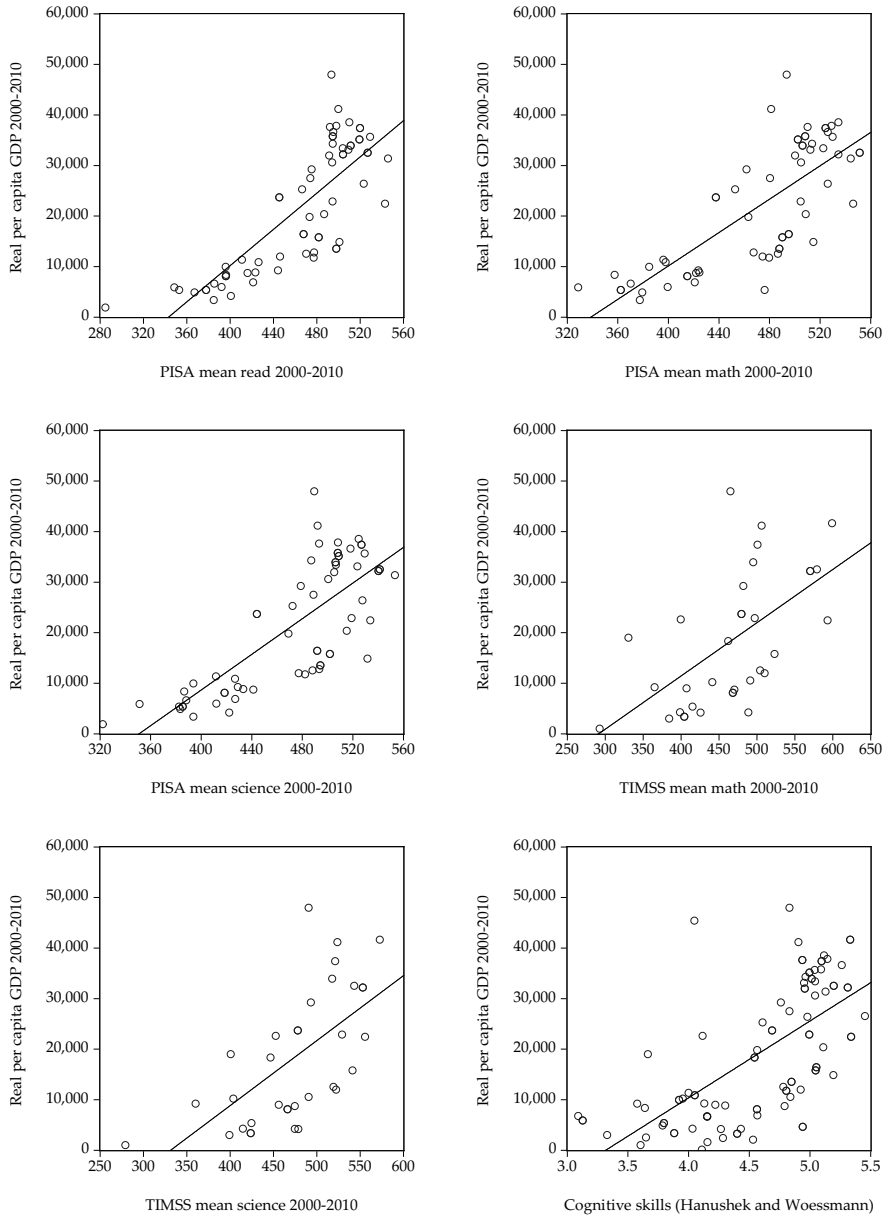 60,000
50,000
40,000
30,000
20,000
10,000
0
280 320 360 400 440 480 520 560
Real per capita GDP 2000-2010
PISA mean read 2000-2010
60,000
50,000
40,000
30,000
20,000
10,000
0
320 360 400 440 480 520 560
Real per capita GDP 2000-2010
PISA mean math 2000-2010
60,000
50,000
40,000
30,000
20,000
10,000
0
320 360 400 440 480 520 560
Real per capita GDP 2000-2010
PISA mean science 2000-2010
60,000
50,000
40,000
30,000
20,000
10,000
0
250 300 350 400 450 500 550 600 650
Real per capita GDP 2000-2010
TIMSS mean math 2000-2010
60,000
50,000
40,000
30,000
20,000
10,000
0
250 300 350 400 450 500 550 600
Real per capita GDP 2000-2010
TIMSS mean science 2000-2010
60,000
50,000
40,000
30,000
20,000
10,000
0
3.0 3.5 4.0 4.5 5.0 5.5
Real per capita GDP 2000-2010
Cognitive skills (Hanushek and Woessmann)